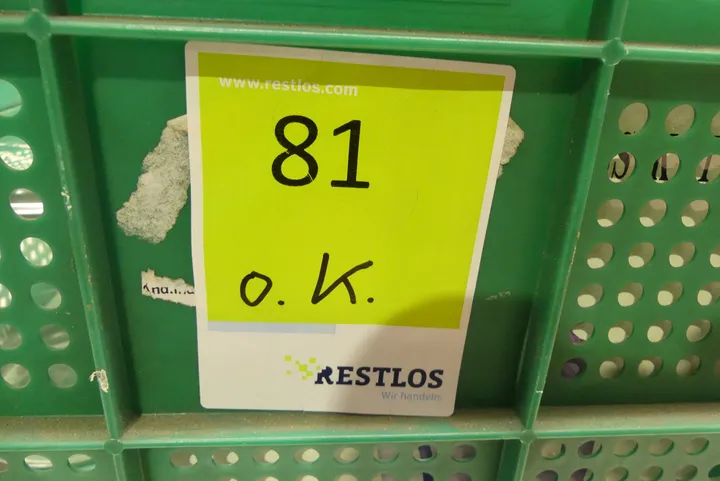 www.restlos.com
81
o. K.
RESTLOS
Wir handeln